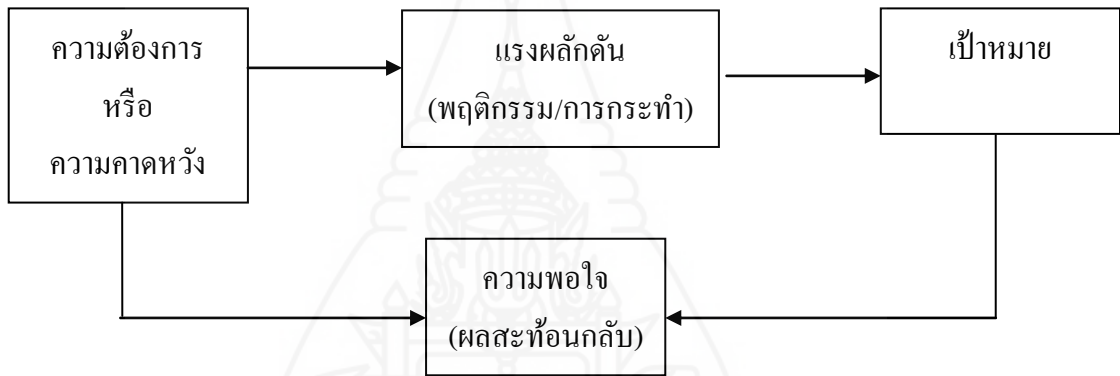 ความต้องการ
หรือ
ความคาดหวัง
แรงผลักดัน
(พฤติกรรม/การกระทำ)
เป้าหมาย
ความพอใจ
(ผลสะท้อนกลับ)